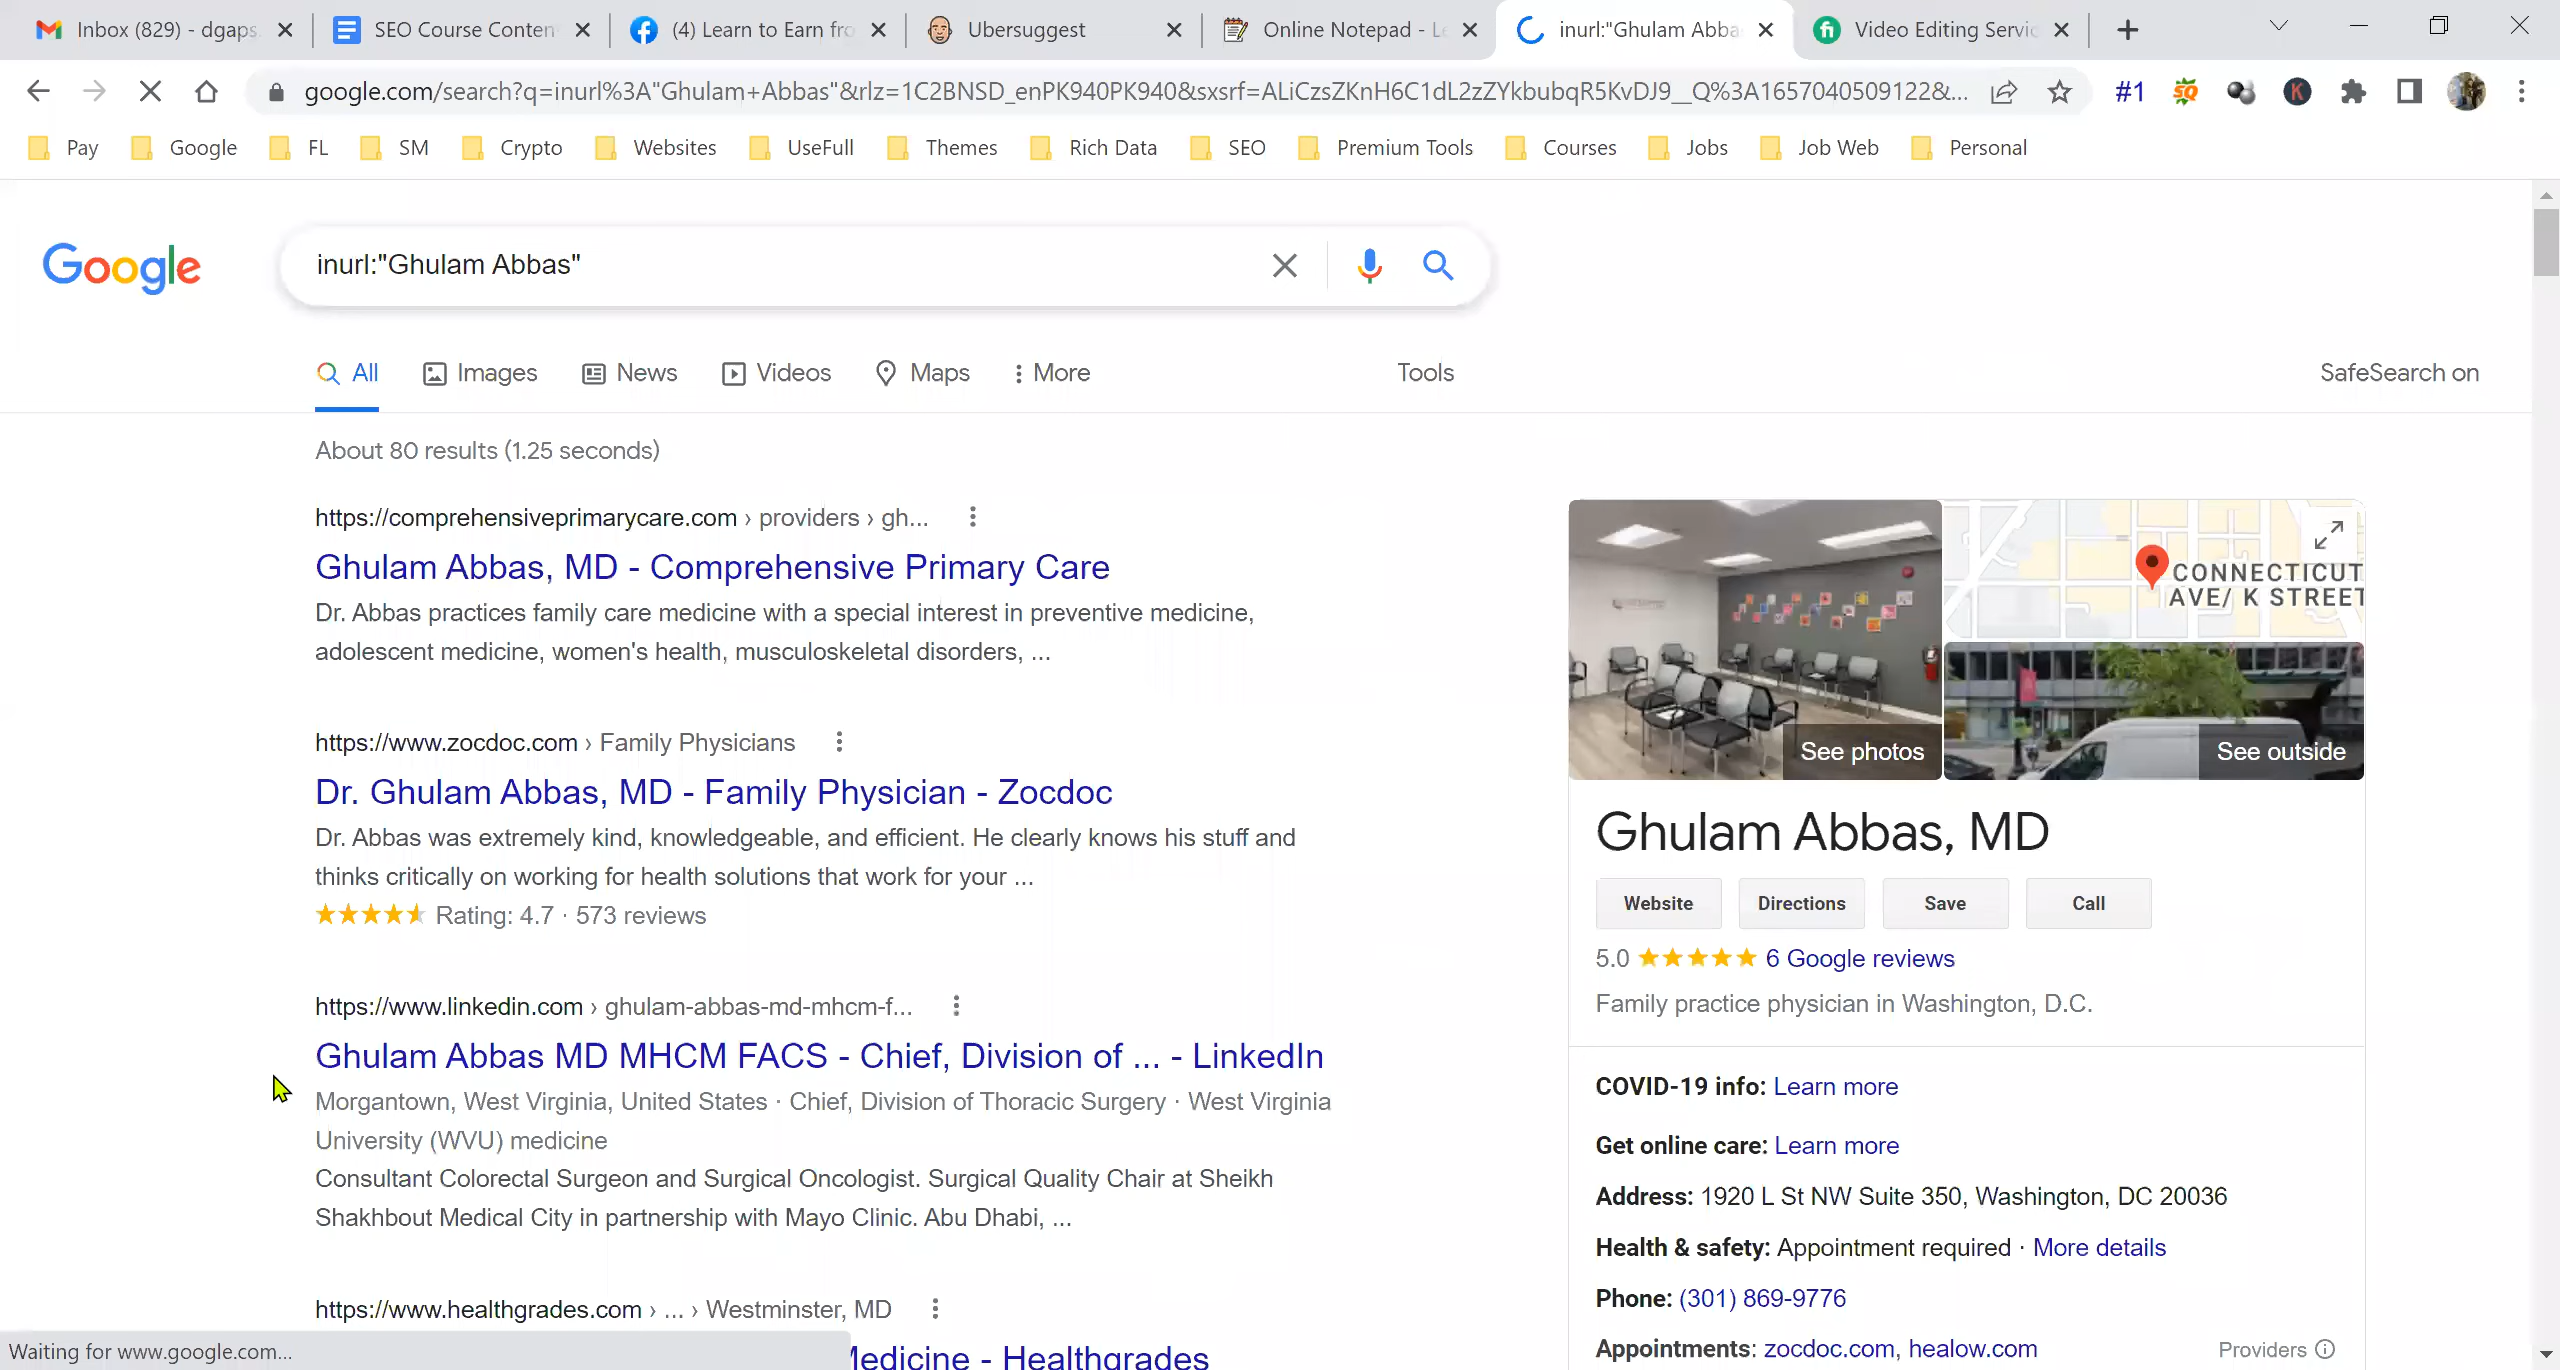 Inbox (829) - dgaps
SEO Course Conten
(4) Learn to Earn fro
Ubersuggest
Online Notepad - Le
inurl:"Ghulam Abba
Video Editing Servic
google.com/search?q=inurl%3A"Ghulam+Abbas"&rlz=1C2BNSD_enPK940PK940&sxsrf=ALiCzsZKnH6C1dL2zZYkbubqR5KvDJ9__Q%3A1657040509122&...
#1
SQ
K
Pay
Google
FL
SM
Crypto
Websites
UseFull
Themes
Rich Data
SEO
Premium Tools
Courses
Jobs
Job Web
Personal
Google
inurl:"Ghulam Abbas"
All
Images
News
Videos
Maps
More
Tools
SafeSearch on
About 80 results (1.25 seconds)
https://comprehensiveprimarycare.com › providers › gh...
Ghulam Abbas, MD - Comprehensive Primary Care
Dr. Abbas practices family care medicine with a special interest in preventive medicine,
adolescent medicine, women's health, musculoskeletal disorders, ...
https://www.zocdoc.com › Family Physicians
Dr. Ghulam Abbas, MD - Family Physician - Zocdoc
Dr. Abbas was extremely kind, knowledgeable, and efficient. He clearly knows his stuff and
thinks critically on working for health solutions that work for your ...
Rating: 4.7 · 573 reviews
https://www.linkedin.com › ghulam-abbas-md-mhcm-f...
Ghulam Abbas MD MHCM FACS - Chief, Division of ... - LinkedIn
Morgantown, West Virginia, United States · Chief, Division of Thoracic Surgery · West Virginia
University (WVU) medicine
Consultant Colorectal Surgeon and Surgical Oncologist. Surgical Quality Chair at Sheikh
Shakhbout Medical City in partnership with Mayo Clinic. Abu Dhabi, ...
https://www.healthgrades.com › ... › Westminster, MD
Medicine - Healthgrades
Waiting for www.google.com...
CONNECTICUT
AVE/ K STREET
See photos
See outside
Ghulam Abbas, MD
Website
Directions
Save
Call
5.0
6 Google reviews
Family practice physician in Washington, D.C.
COVID-19 info: Learn more
Get online care: Learn more
Address: 1920 L St NW Suite 350, Washington, DC 20036
Health & safety: Appointment required · More details
Phone: (301) 869-9776
Appointments: zocdoc.com, healow.com
Providers